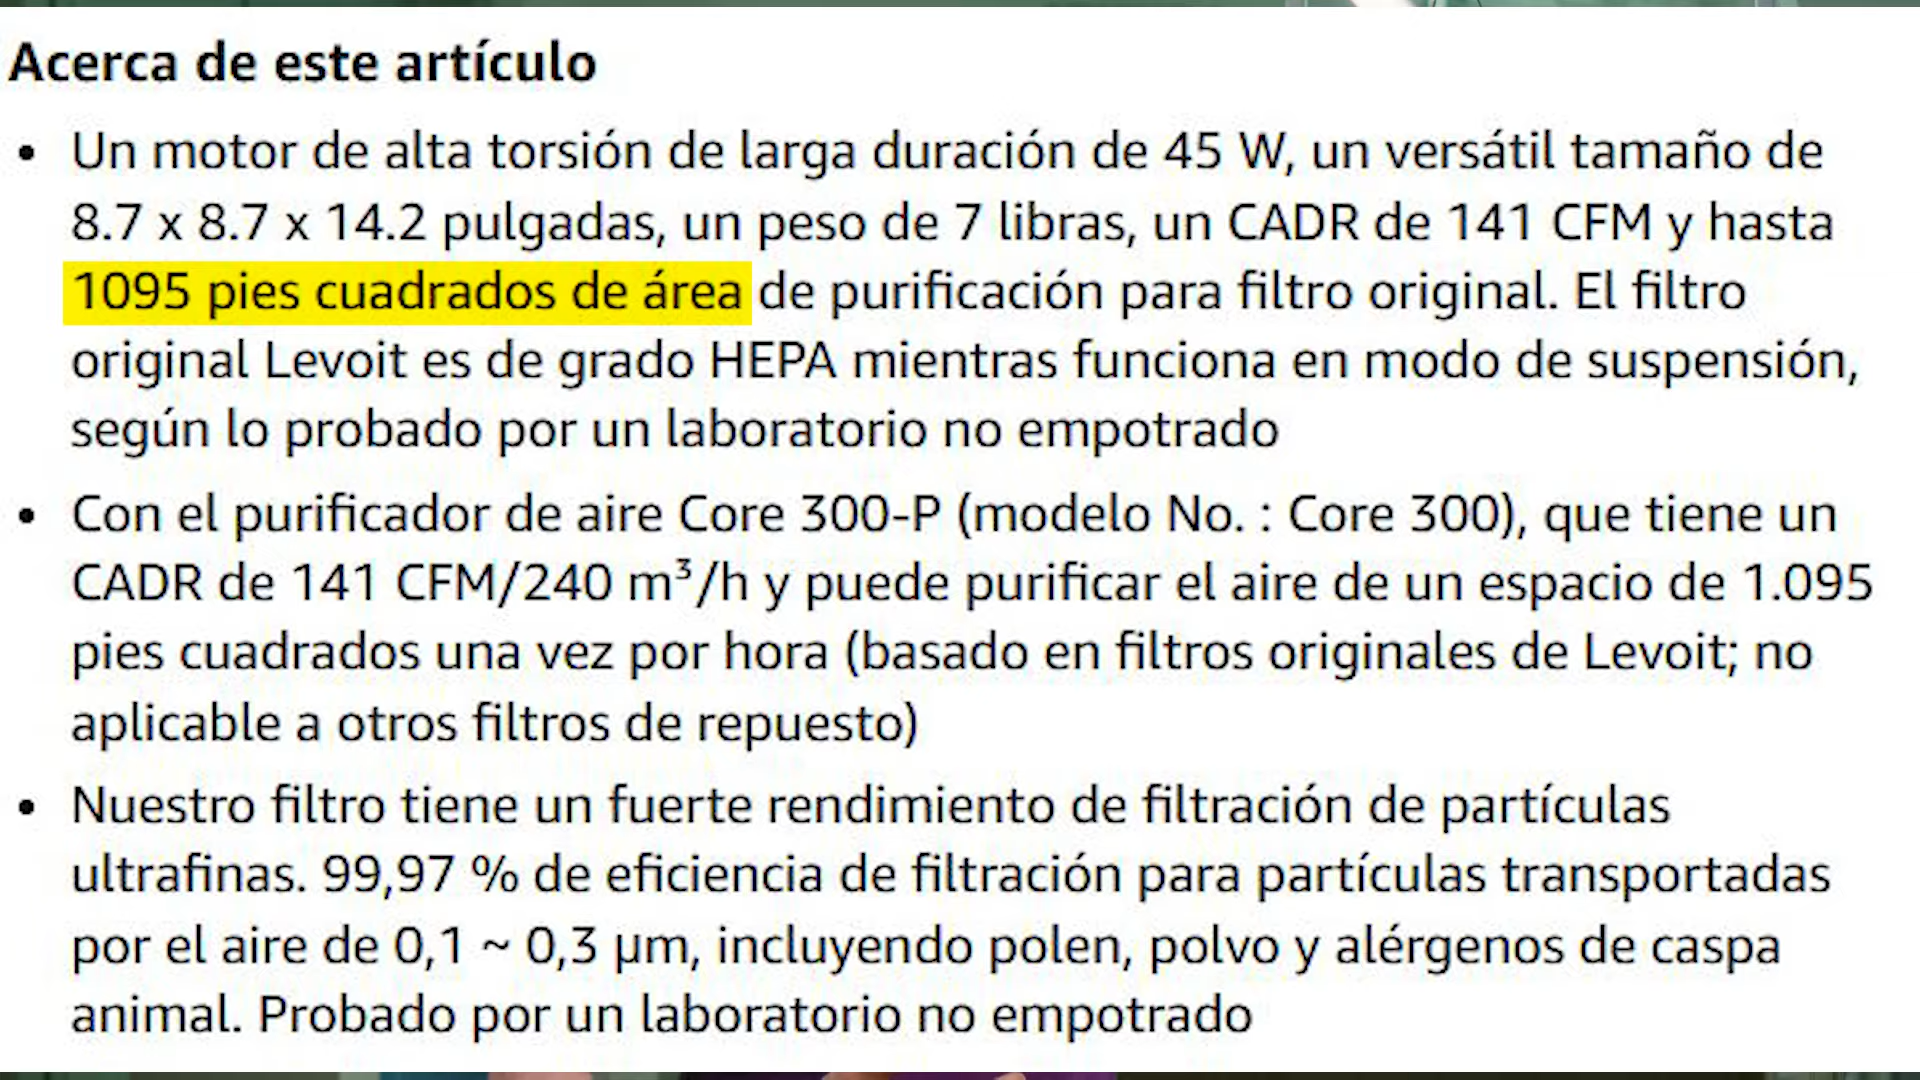 Acerca de este artículo
• Un motor de alta torsión de larga duración de 45 W, un versátil tamaño de
8.7 x 8.7 x 14.2 pulgadas, un peso de 7 libras, un CADR de 141 CFM y hasta
1095 pies cuadrados de área de purificación para filtro original. El filtro
original Levoit es de grado HEPA mientras funciona en modo de suspensión,
según lo probado por un laboratorio no empotrado
• Con el purificador de aire Core 300-P (modelo No. : Core 300), que tiene un
CADR de 141 CFM/240 m³/h y puede purificar el aire de un espacio de 1.095
pies cuadrados una vez por hora (basado en filtros originales de Levoit; no
aplicable a otros filtros de repuesto)
• Nuestro filtro tiene un fuerte rendimiento de filtración de partículas
ultrafinas. 99,97 % de eficiencia de filtración para partículas transportadas
por el aire de 0,1 ~ 0,3 μm, incluyendo polen, polvo y alérgenos de caspa
animal. Probado por un laboratorio no empotrado